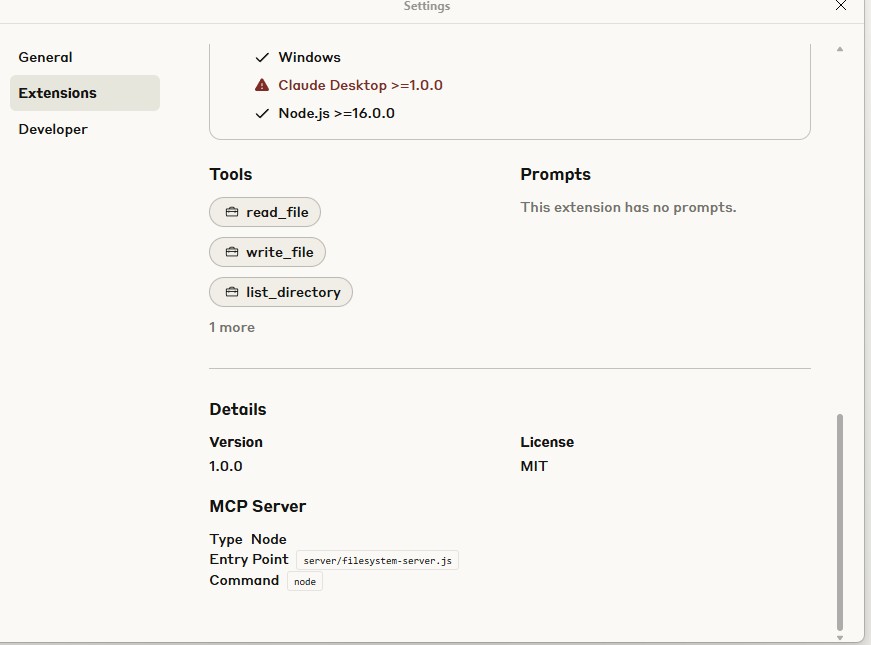 Settings
General
Extensions
Developer
Windows
Claude Desktop >=1.0.0
Node.js >=16.0.0
Tools
Prompts
read_file
This extension has no prompts.
write_file
list_directory
1 more
Details
Version
License
1.0.0
MIT
MCP Server
Type Node
Entry Point server/filesystem-server.js
Command node